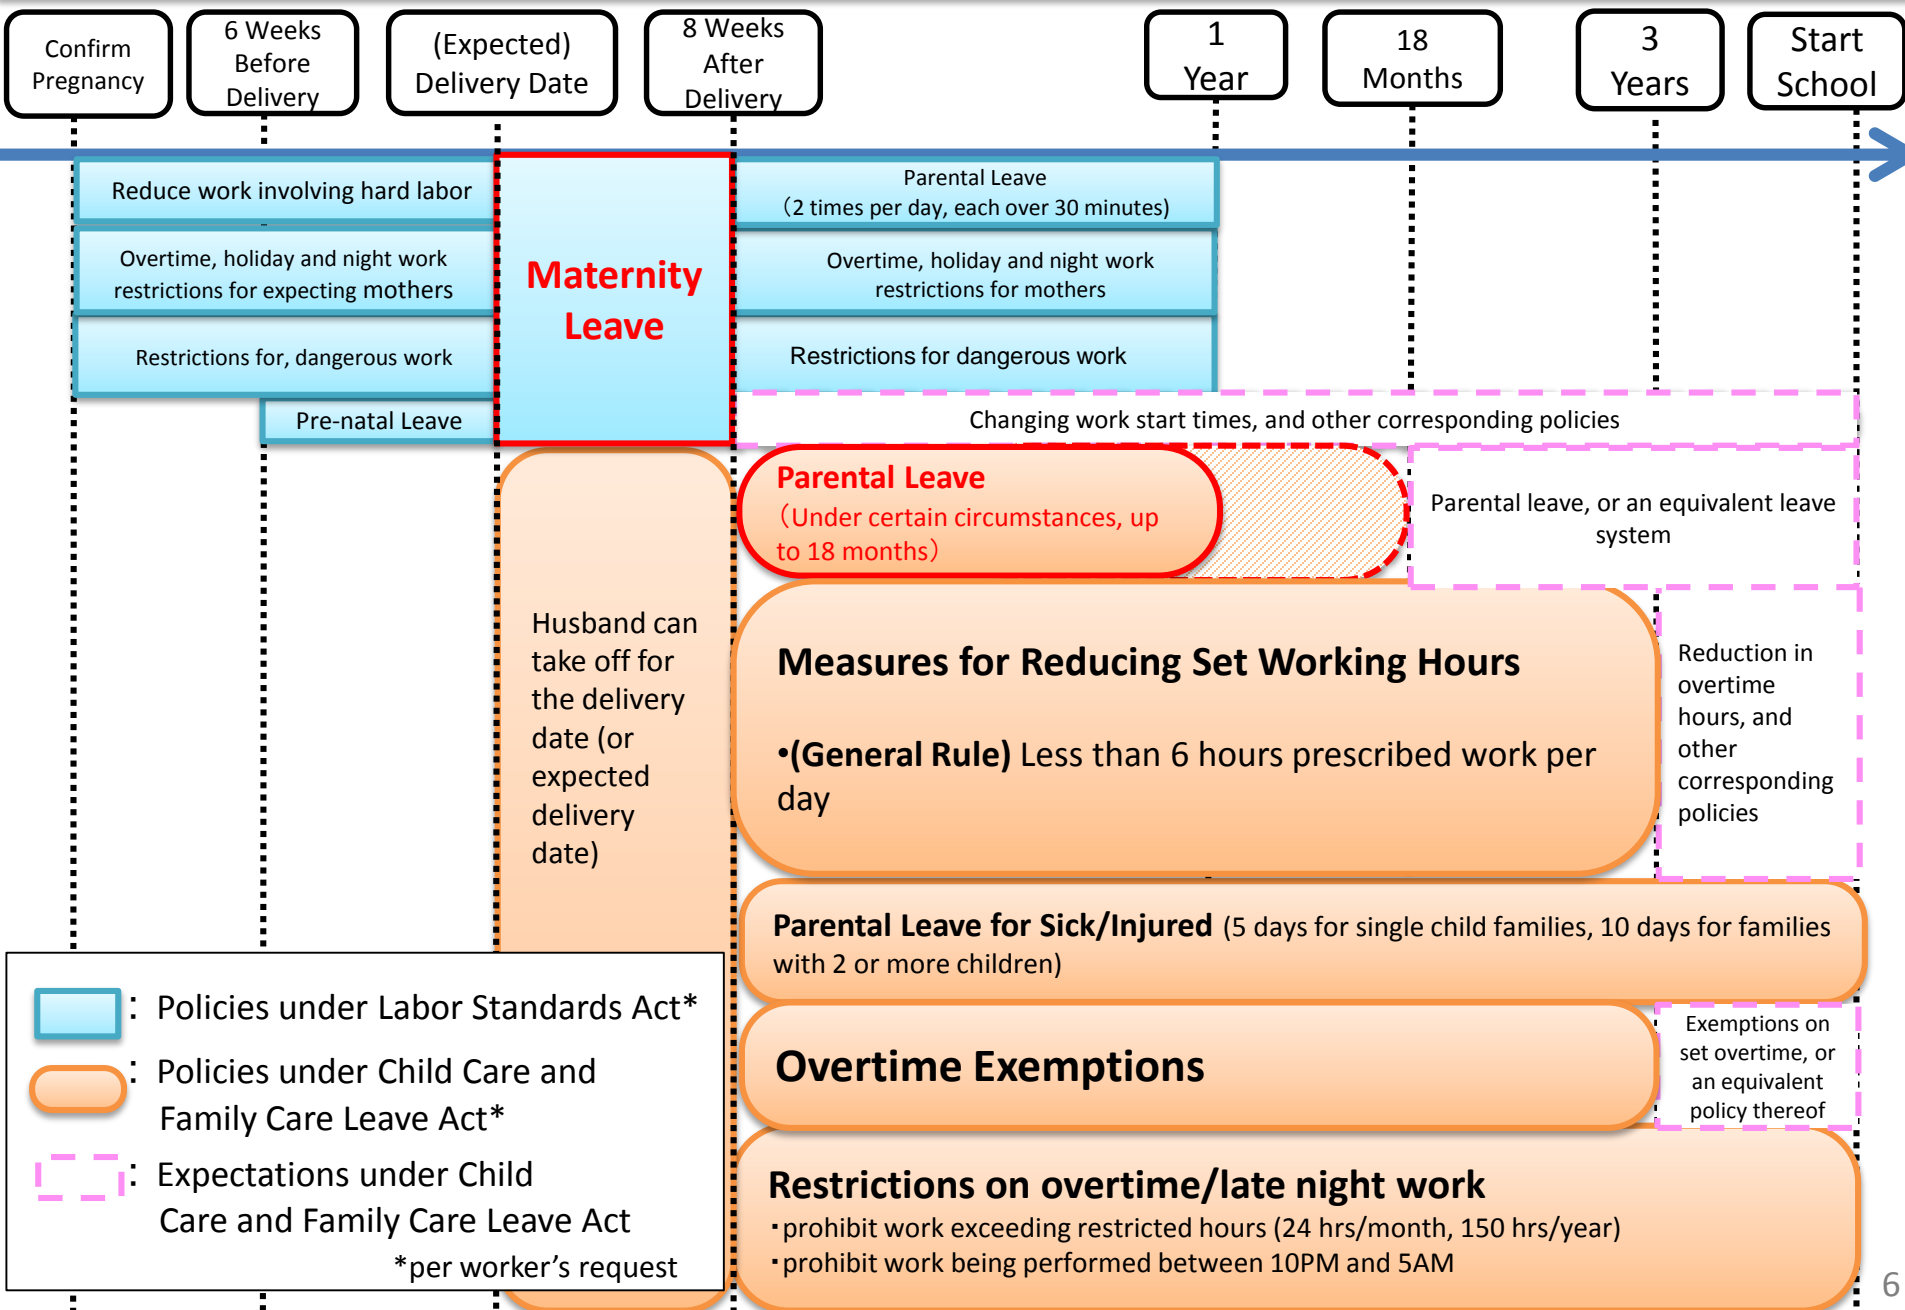 Confirm
Pregnancy
6 Weeks
Before
Delivery
(Expected)
Delivery Date
8 Weeks
After
Delivery
1
Year
18
Months
3
Years
Start
School
Reduce work involving hard labor
Overtime, holiday and night work
restrictions for expecting mothers
Restrictions for, dangerous work
Pre-natal Leave
Maternity
Leave
Parental Leave
（2 times per day, each over 30 minutes)
Overtime, holiday and night work
restrictions for mothers
Restrictions for dangerous work
Changing work start times, and other corresponding policies
Parental Leave
（Under certain circumstances, up
to 18 months）
Parental leave, or an equivalent leave
system
Husband can
take off for
the delivery
date (or
expected
delivery
date)
Measures for Reducing Set Working Hours
•(General Rule) Less than 6 hours prescribed work per
day
Reduction in
overtime
hours, and
other
corresponding
policies
Parental Leave for Sick/Injured (5 days for single child families, 10 days for families
with 2 or more children)
Overtime Exemptions
Exemptions on
set overtime, or
an equivalent
policy thereof
Restrictions on overtime/late night work
・prohibit work exceeding restricted hours (24 hrs/month, 150 hrs/year)
・prohibit work being performed between 10PM and 5AM
: Policies under Labor Standards Act*
: Policies under Child Care and
Family Care Leave Act*
: Expectations under Child
Care and Family Care Leave Act
*per worker's request
6